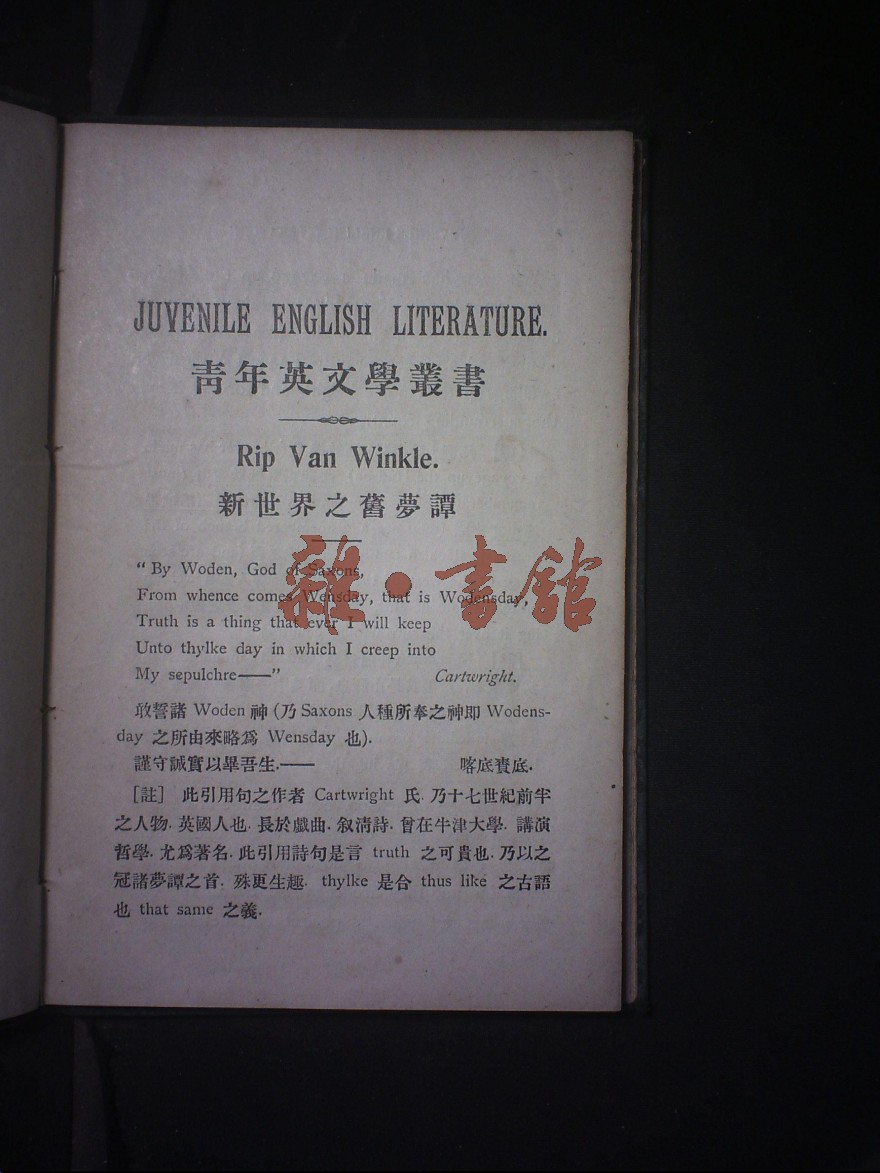 JUVENILE ENGLISH LITERATURE.
靑年英文學叢書
Rip Van Winkle.
新世界之舊夢譚
雜·書館
“ By Woden, God of Saxons,
From whence comes Wensday, that is Wodensday,
Truth is a thing that ever I will keep
Unto thylke day in which I creep into
My sepulchre——” Cartwright.
敢誓諸 Woden 神 (乃 Saxons 人種所奉之神卽 Wodens-
day 之所由來略爲 Wensday 也).
謹守誠實以畢吾生.—— 喀底賚底.
[註] 此引用句之作者 Cartwright 氏. 乃十七世紀前半
之人物. 英國人也. 長於戲曲. 敘淸詩. 曾在牛津大學. 講演
哲學. 尤爲著名. 此引用詩句是言 truth 之可貴也. 乃以之
冠諸夢譚之首. 殊更生趣. thylke 是合 thus like 之古語
也 that same 之義.